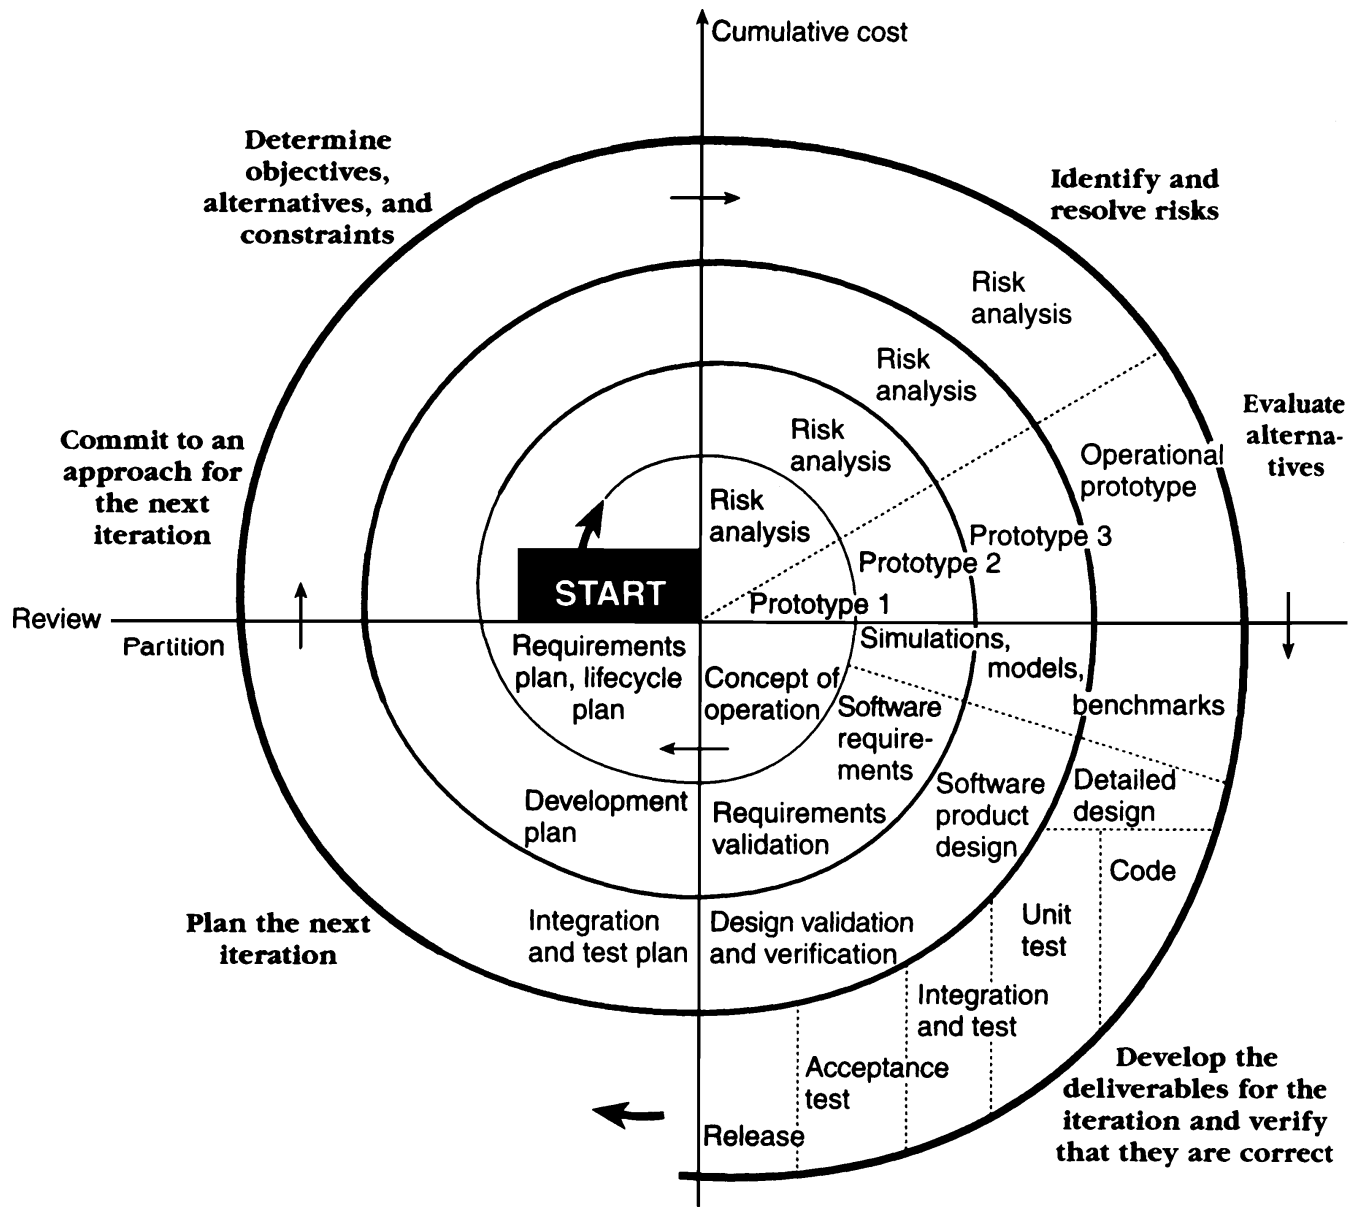 Cumulative cost
Determine
objectives,
alternatives, and
constraints
Identify and
resolve risks
Risk
analysis
Risk
analysis
Risk
analysis
Risk
analysis
Evaluate
alterna-
tives
Commit to an
approach for
the next
iteration
Operational
prototype
Prototype 3
Prototype 2
Prototype 1
START
Review
Partition
Requirements
plan, lifecycle
plan
Concept of
operation
Simulations,
models,
benchmarks
Software
require-
ments
Development
plan
Requirements
validation
Software
product
design
Detailed
design
Code
Unit
test
Plan the next
iteration
Integration
and test plan
Design validation
and verification
Integration
and test
Acceptance
test
Release
Develop the
deliverables for the
iteration and verify
that they are correct